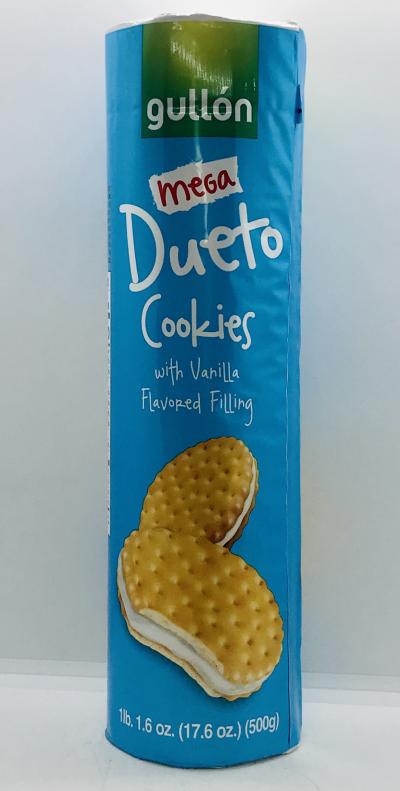 gullón
mega
Dueto
Cookies
with Vanilla
Flavored Filling
1lb. 1.6 oz. (17.6 oz.) (500g)